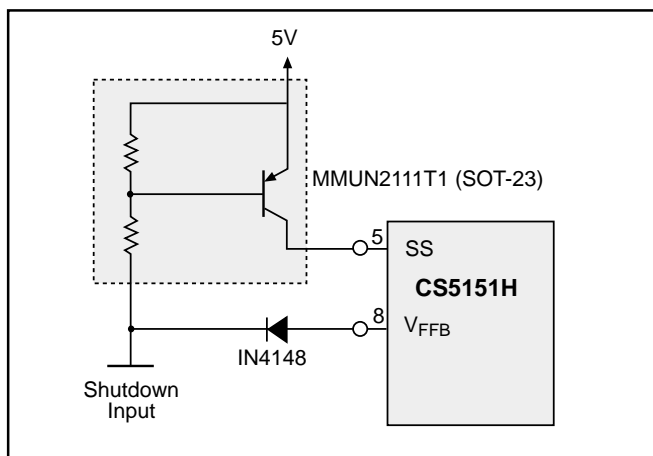 5V
MMUN2111T1 (SOT-23)
5
SS
CS5151H
8
VFFB
IN4148
Shutdown
Input